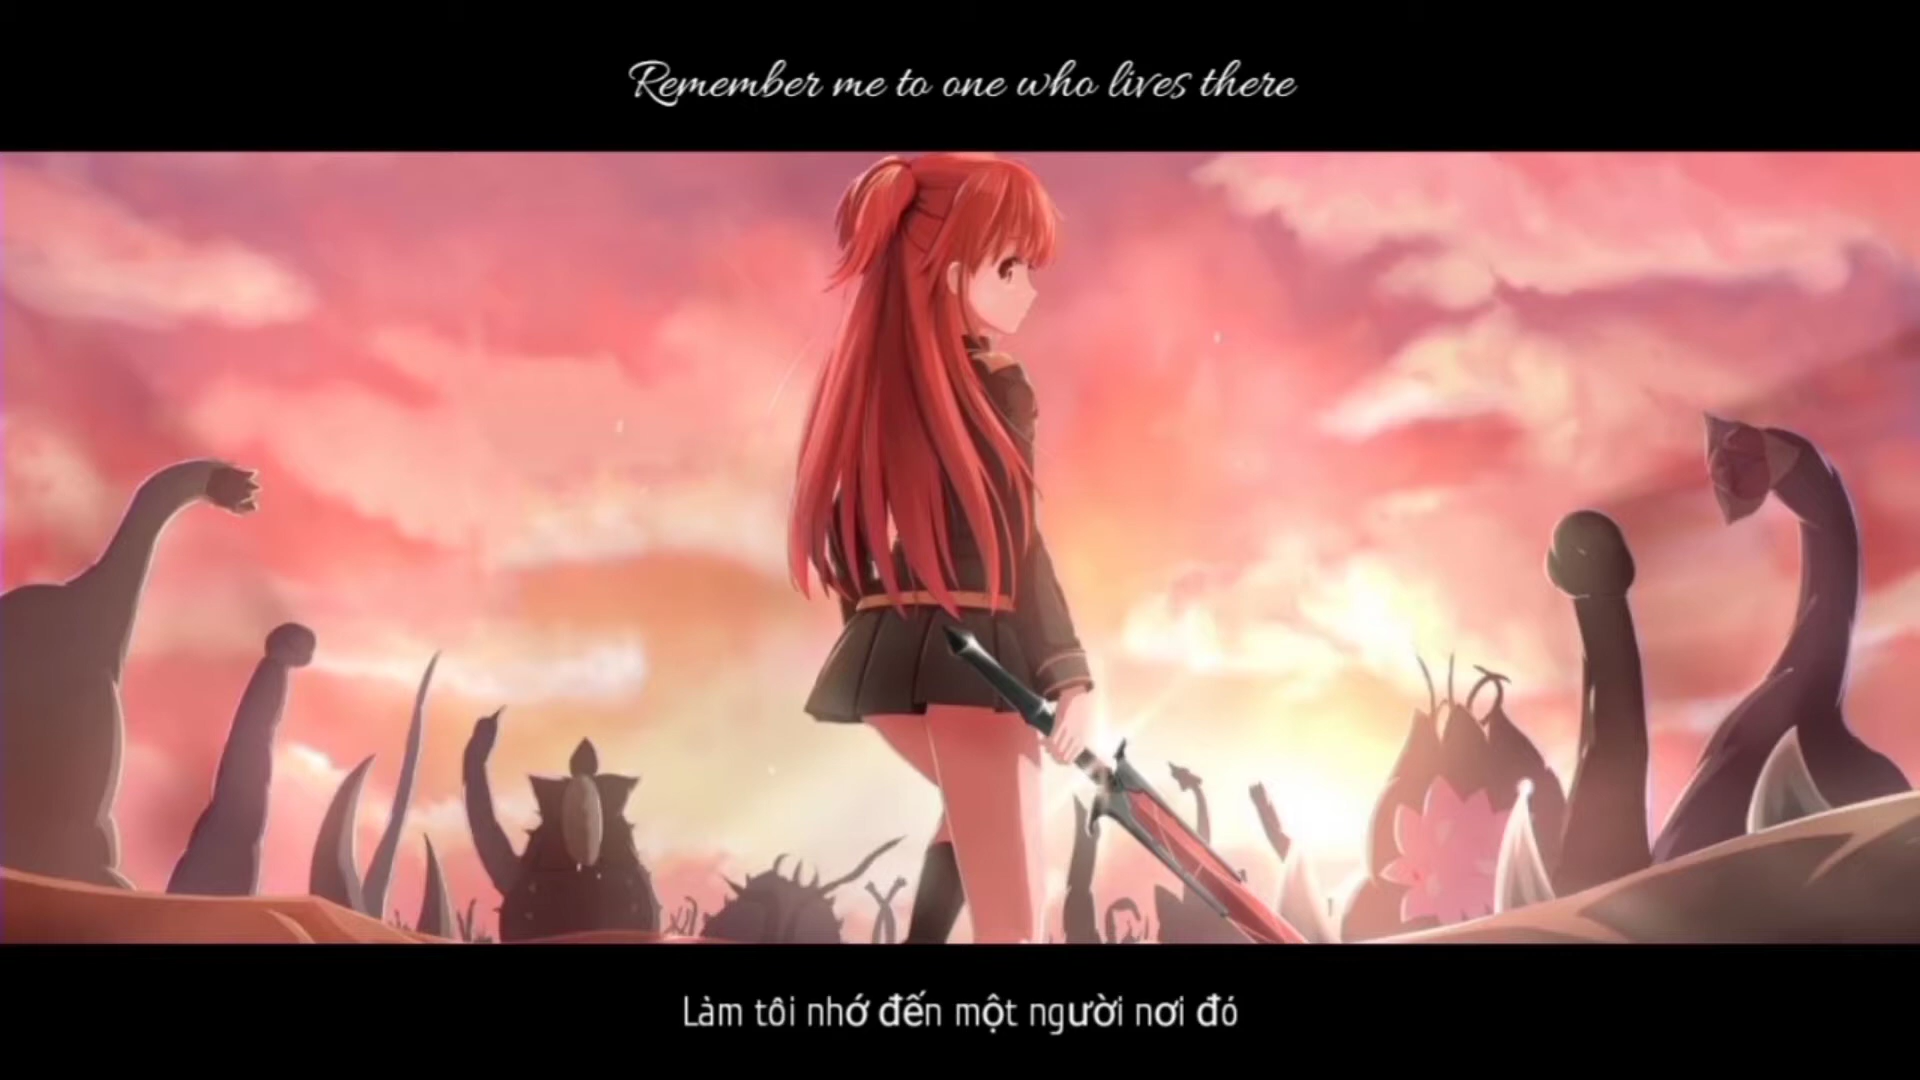 Remember me to one who lives there
Làm tôi nhớ đến một người nơi đó